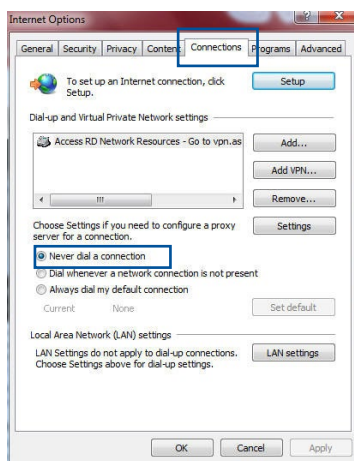 Internet Options
General Security Privacy Content Connections Programs Advanced
To set up an Internet connection, click Setup.
Setup
Dial-up and Virtual Private Network settings
Access RD Network Resources - Go to vpn.as
Add...
Add VPN...
Remove...
Choose Settings if you need to configure a proxy
server for a connection.
Settings
Never dial a connection
Dial whenever a network connection is not present
Always dial my default connection
Current None
Set default
Local Area Network (LAN) settings
LAN Settings do not apply to dial-up connections.
Choose Settings above for dial-up settings.
LAN settings
OK Cancel Apply